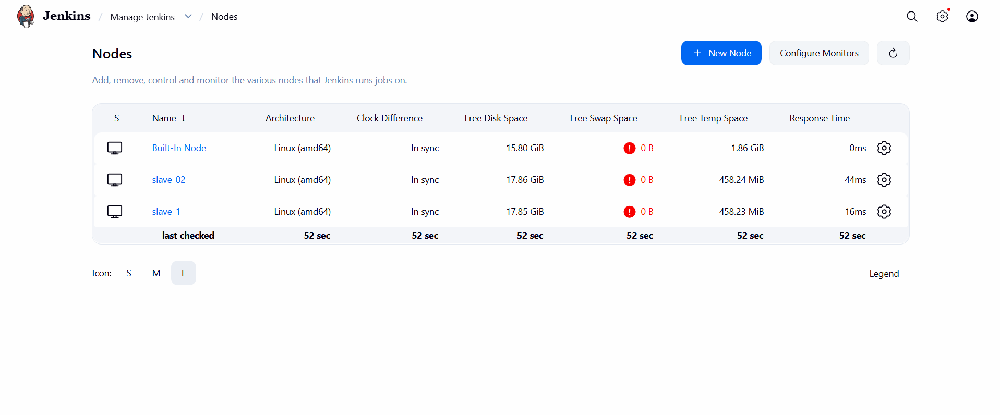 Jenkins / Manage Jenkins / Nodes
Nodes
+ New Node Configure Monitors
Add, remove, control and monitor the various nodes that Jenkins runs jobs on.
S Name ↓ Architecture Clock Difference Free Disk Space Free Swap Space Free Temp Space Response Time
Built-In Node Linux (amd64) In sync 15.80 GiB ! 0 B 1.86 GiB 0ms
slave-02 Linux (amd64) In sync 17.86 GiB ! 0 B 458.24 MiB 44ms
slave-1 Linux (amd64) In sync 17.85 GiB ! 0 B 458.23 MiB 16ms
last checked 52 sec 52 sec 52 sec 52 sec 52 sec 52 sec
Icon: S M L Legend